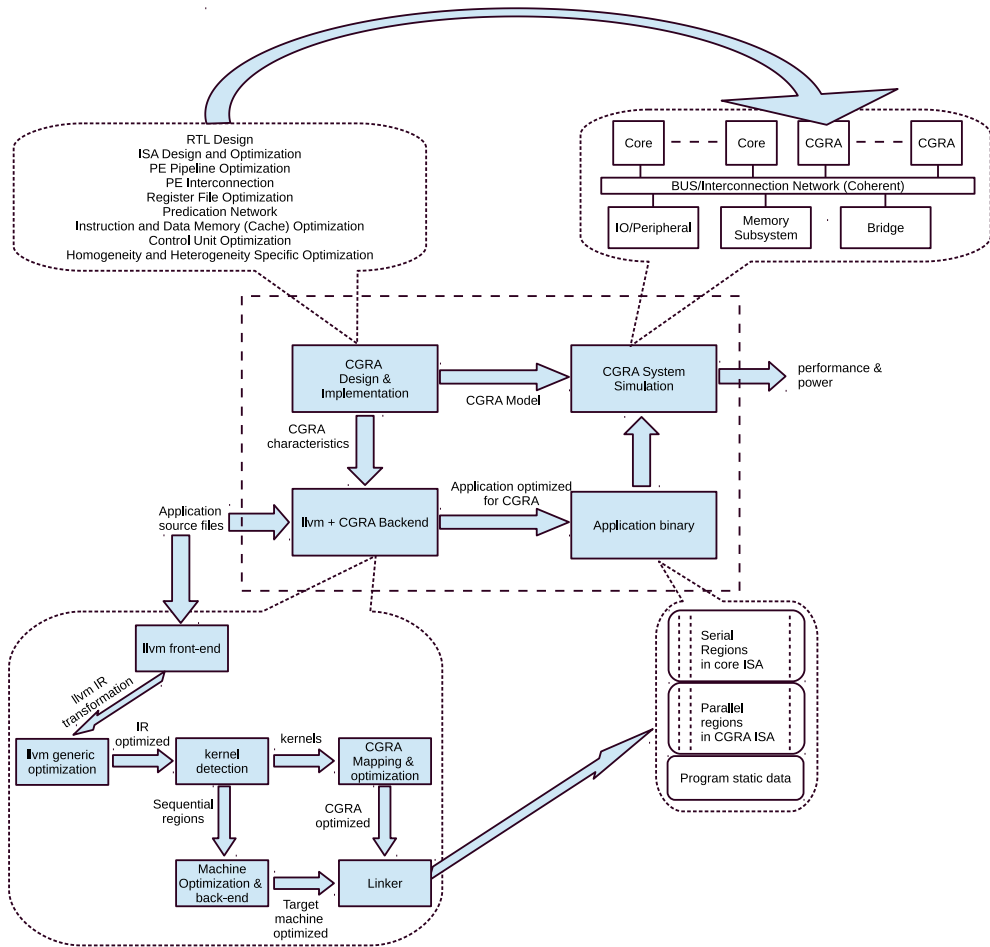 RTL Design
ISA Design and Optimization
PE Pipeline Optimization
PE Interconnection
Register File Optimization
Predication Network
Instruction and Data Memory (Cache) Optimization
Control Unit Optimization
Homogeneity and Heterogeneity Specific Optimization
Core
Core
CGRA
CGRA
BUS/Interconnection Network (Coherent)
IO/Peripheral
Memory
Subsystem
Bridge
CGRA
Design &
Implementation
CGRA Model
CGRA System
Simulation
performance &
power
CGRA
characteristics
Application
source files
llvm + CGRA Backend
Application optimized
for CGRA
Application binary
llvm front-end
llvm IR
transformation
llvm generic
optimization
IR
optimized
kernel
detection
kernels
CGRA
Mapping &
optimization
Sequential
regions
CGRA
optimized
Machine
Optimization &
back-end
Target
machine
optimized
Linker
Serial
Regions
in core ISA
Parallel
regions
in CGRA ISA
Program static data